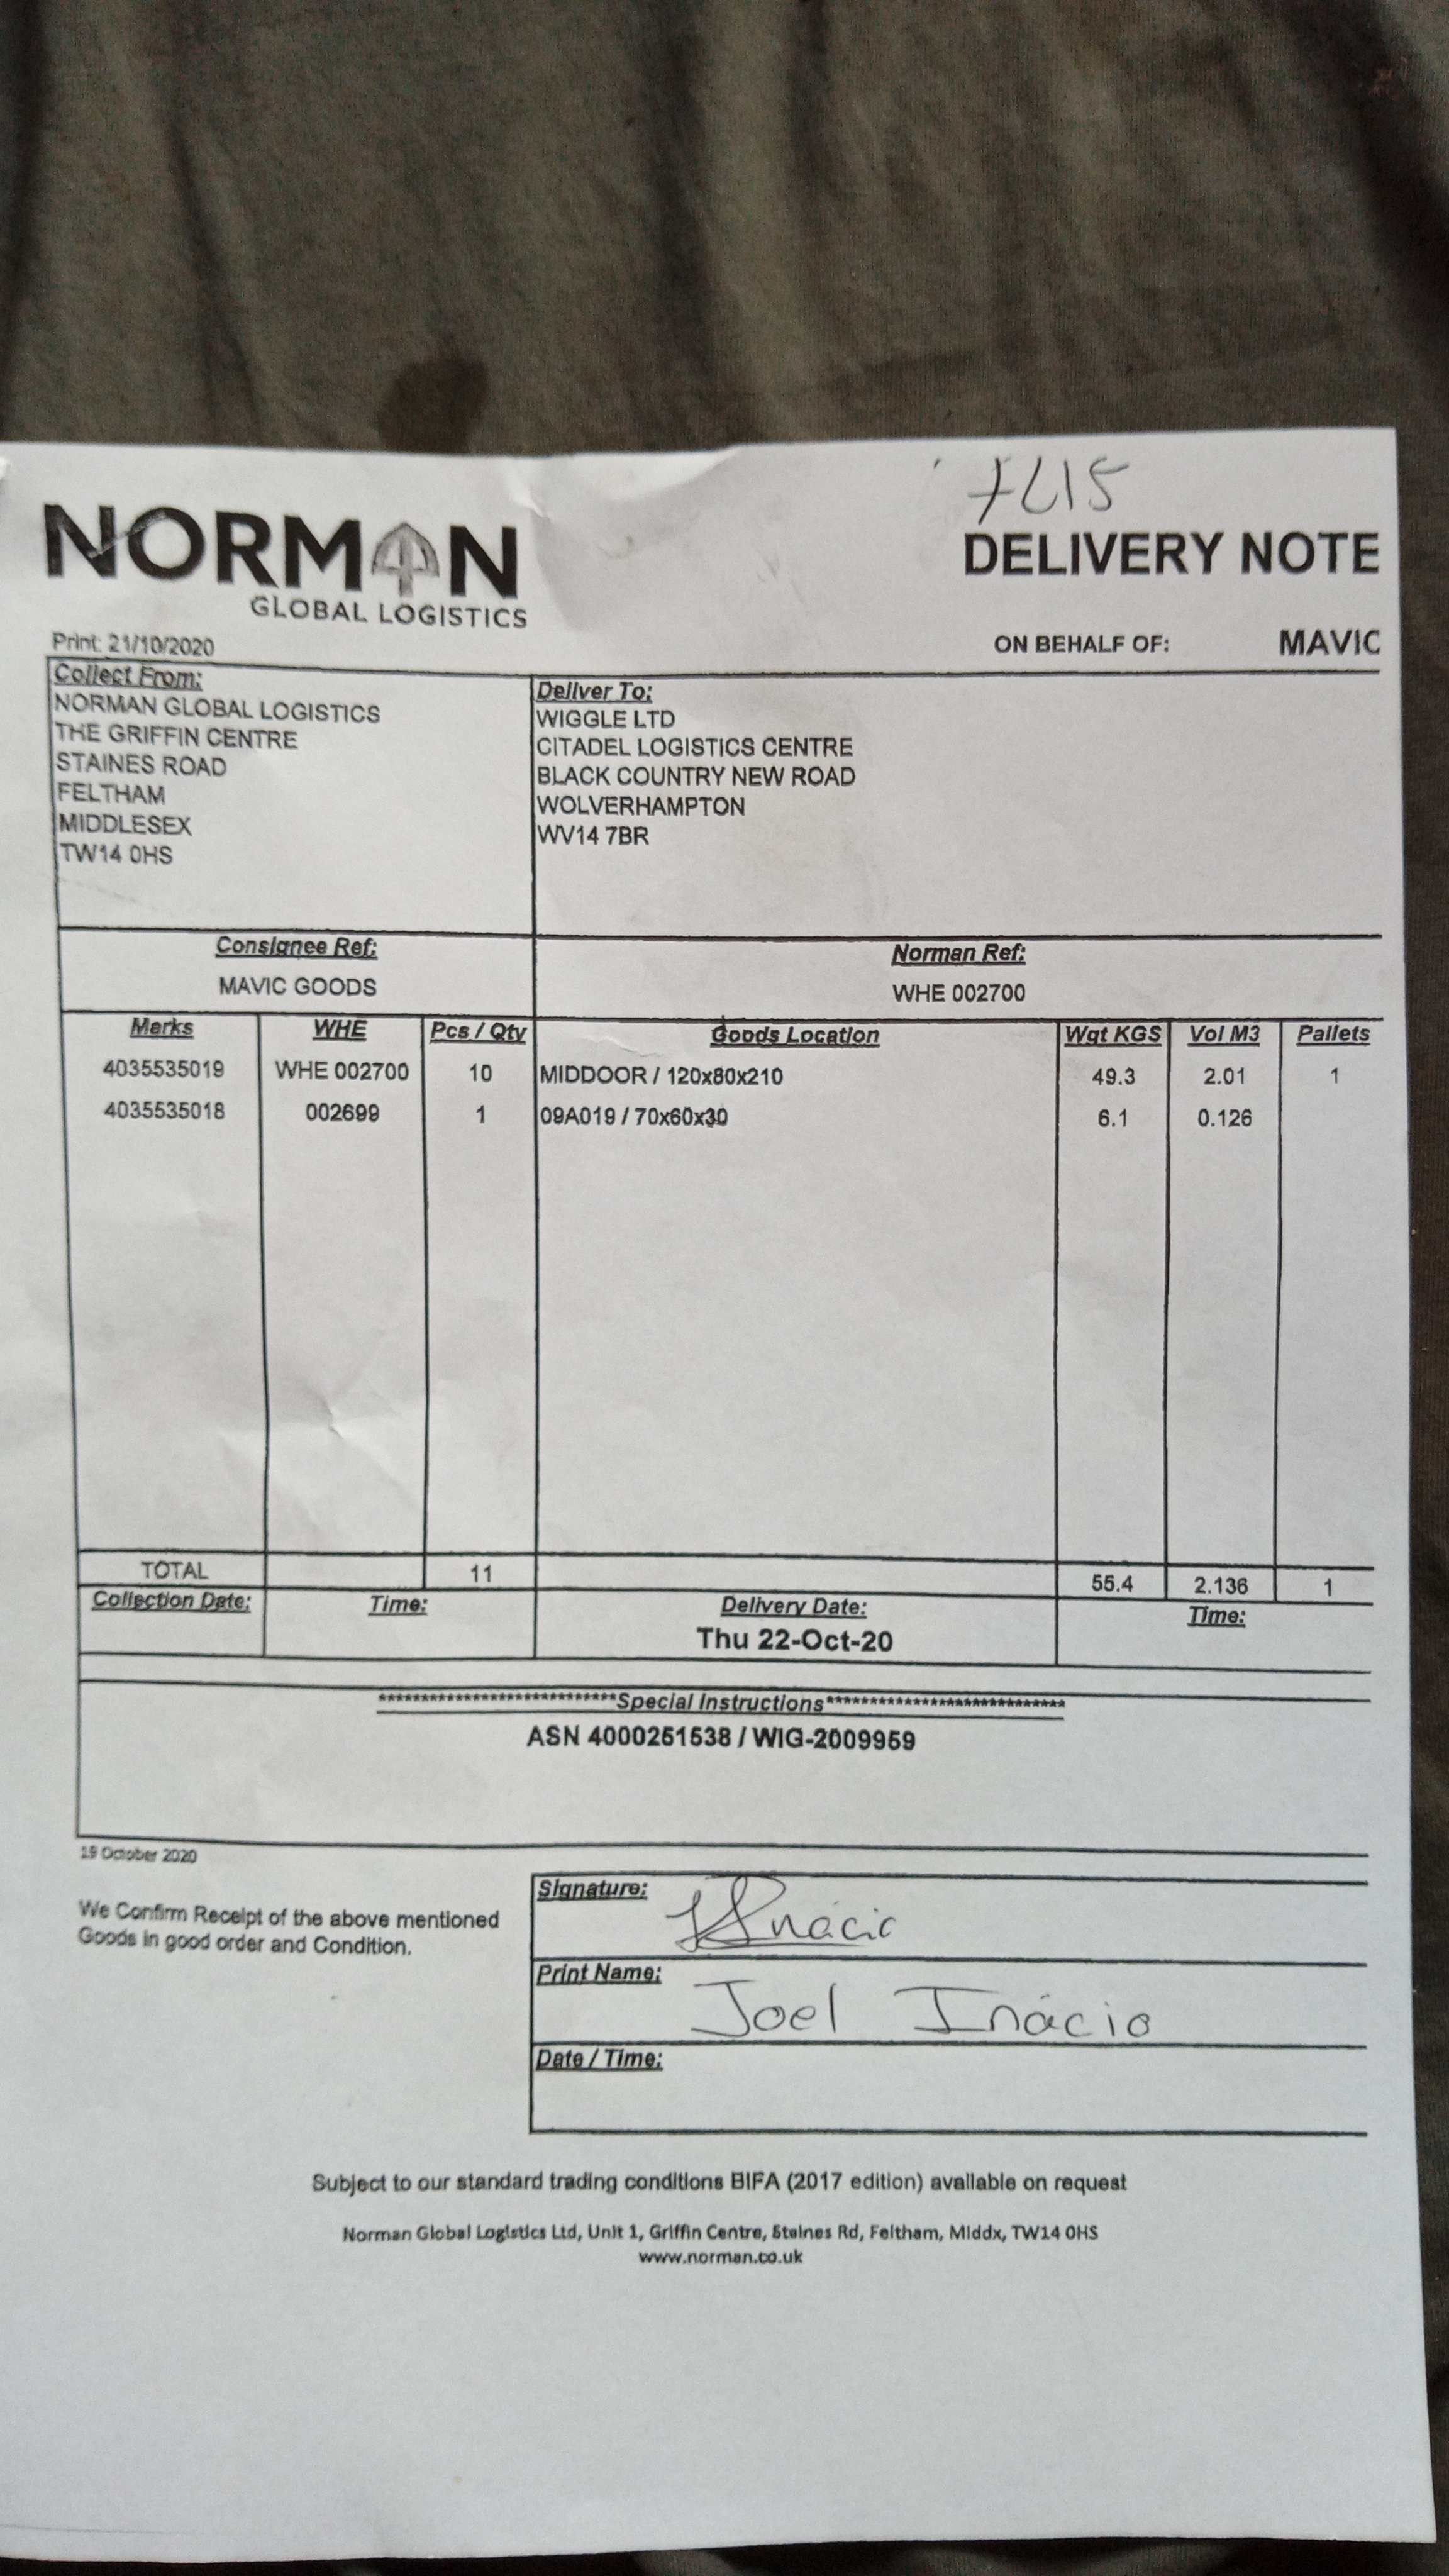 7L15
NORMAN
GLOBAL LOGISTICS
DELIVERY NOTE
Print: 21/10/2020
ON BEHALF OF: MAVIC
Collect From:
NORMAN GLOBAL LOGISTICS
THE GRIFFIN CENTRE
STAINES ROAD
FELTHAM
MIDDLESEX
TW14 0HS
Deliver To:
WIGGLE LTD
CITADEL LOGISTICS CENTRE
BLACK COUNTRY NEW ROAD
WOLVERHAMPTON
WV14 7BR
Consignee Ref:
MAVIC GOODS
Norman Ref:
WHE 002700
Marks WHE Pcs / Qty Goods Location Wgt KGS Vol M3 Pallets
4035535019 WHE 002700 10 MIDDOOR / 120x80x210 49.3 2.01 1
4035535018 002699 1 09A019 / 70x60x30 6.1 0.126
TOTAL 11 55.4 2.136 1
Collection Date: Time: Delivery Date: Time:
Thu 22-Oct-20
***************************Special Instructions***************************
ASN 4000251538 / WIG-2009959
19 October 2020
We Confirm Receipt of the above mentioned
Goods in good order and Condition.
Signature: Inácio
Print Name: Joel Inácio
Date / Time:
Subject to our standard trading conditions BIFA (2017 edition) available on request
Norman Global Logistics Ltd, Unit 1, Griffin Centre, Staines Rd, Feltham, Middx, TW14 0HS
www.norman.co.uk